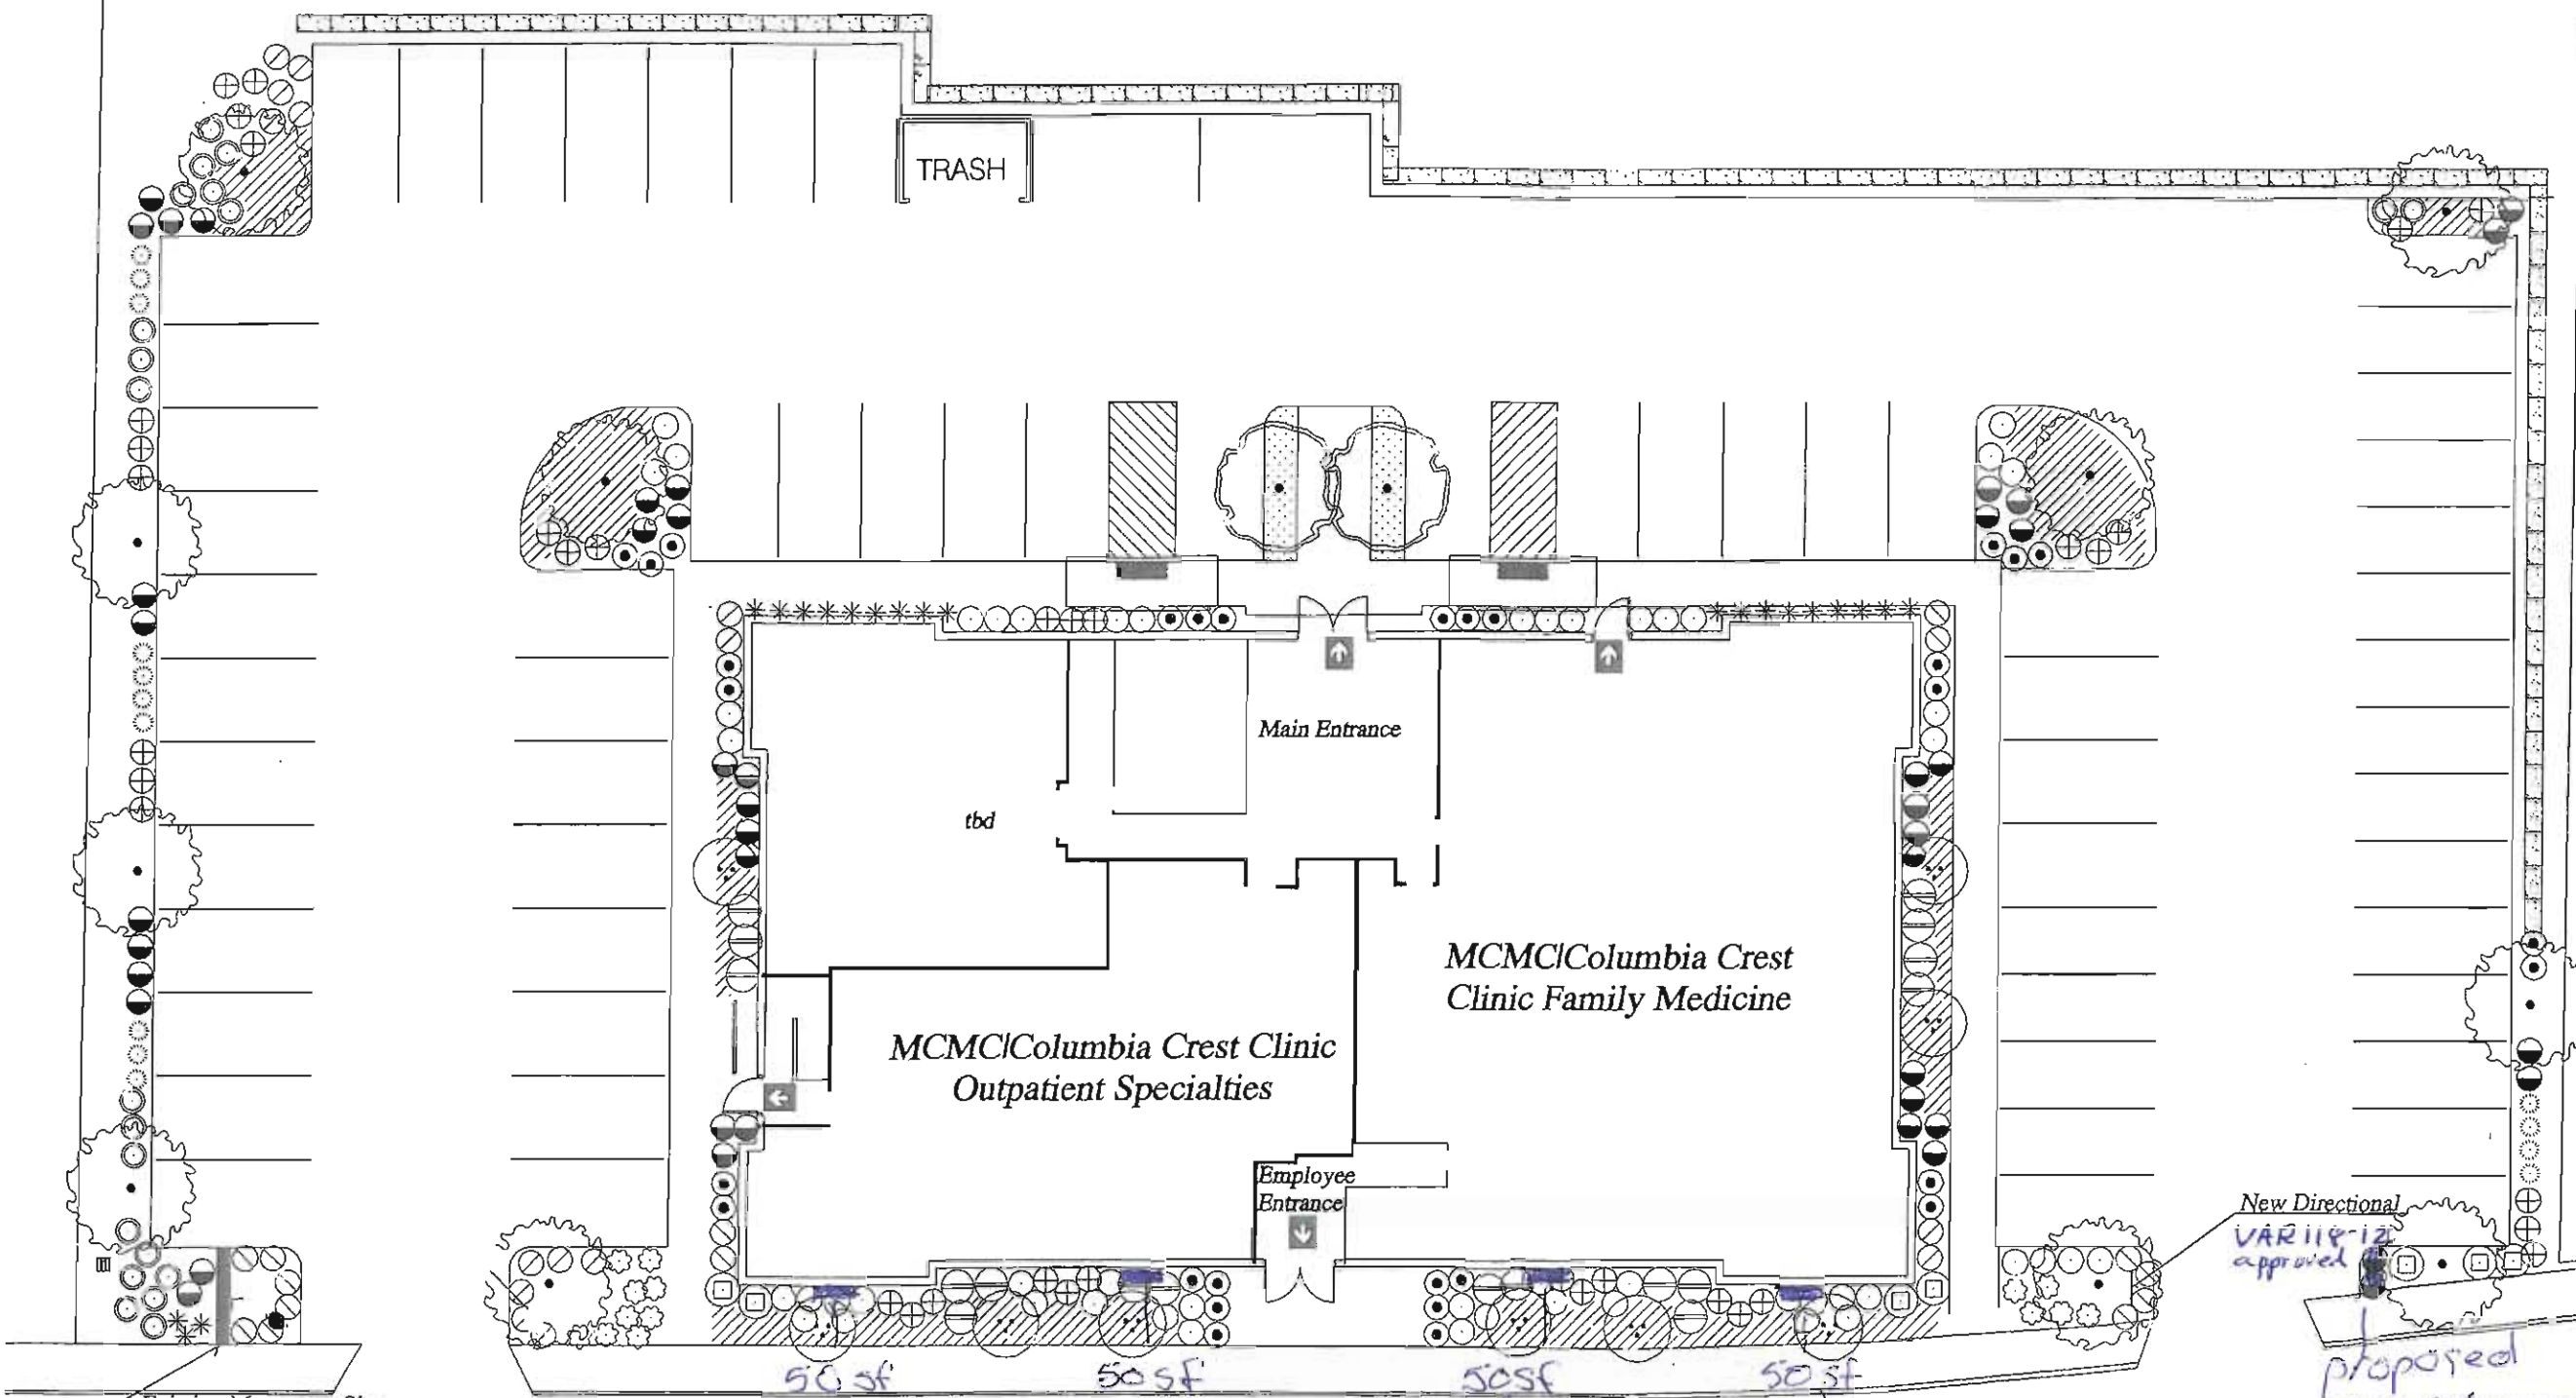 TRASH
Main Entrance
tbd
MCMC/Columbia Crest
Clinic Family Medicine
MCMC/Columbia Crest Clinic
Outpatient Specialties
Employee
Entrance
New Directional
VAR 118-12
approved
proposed
50 sf
50 sf
50 sf
50 sf